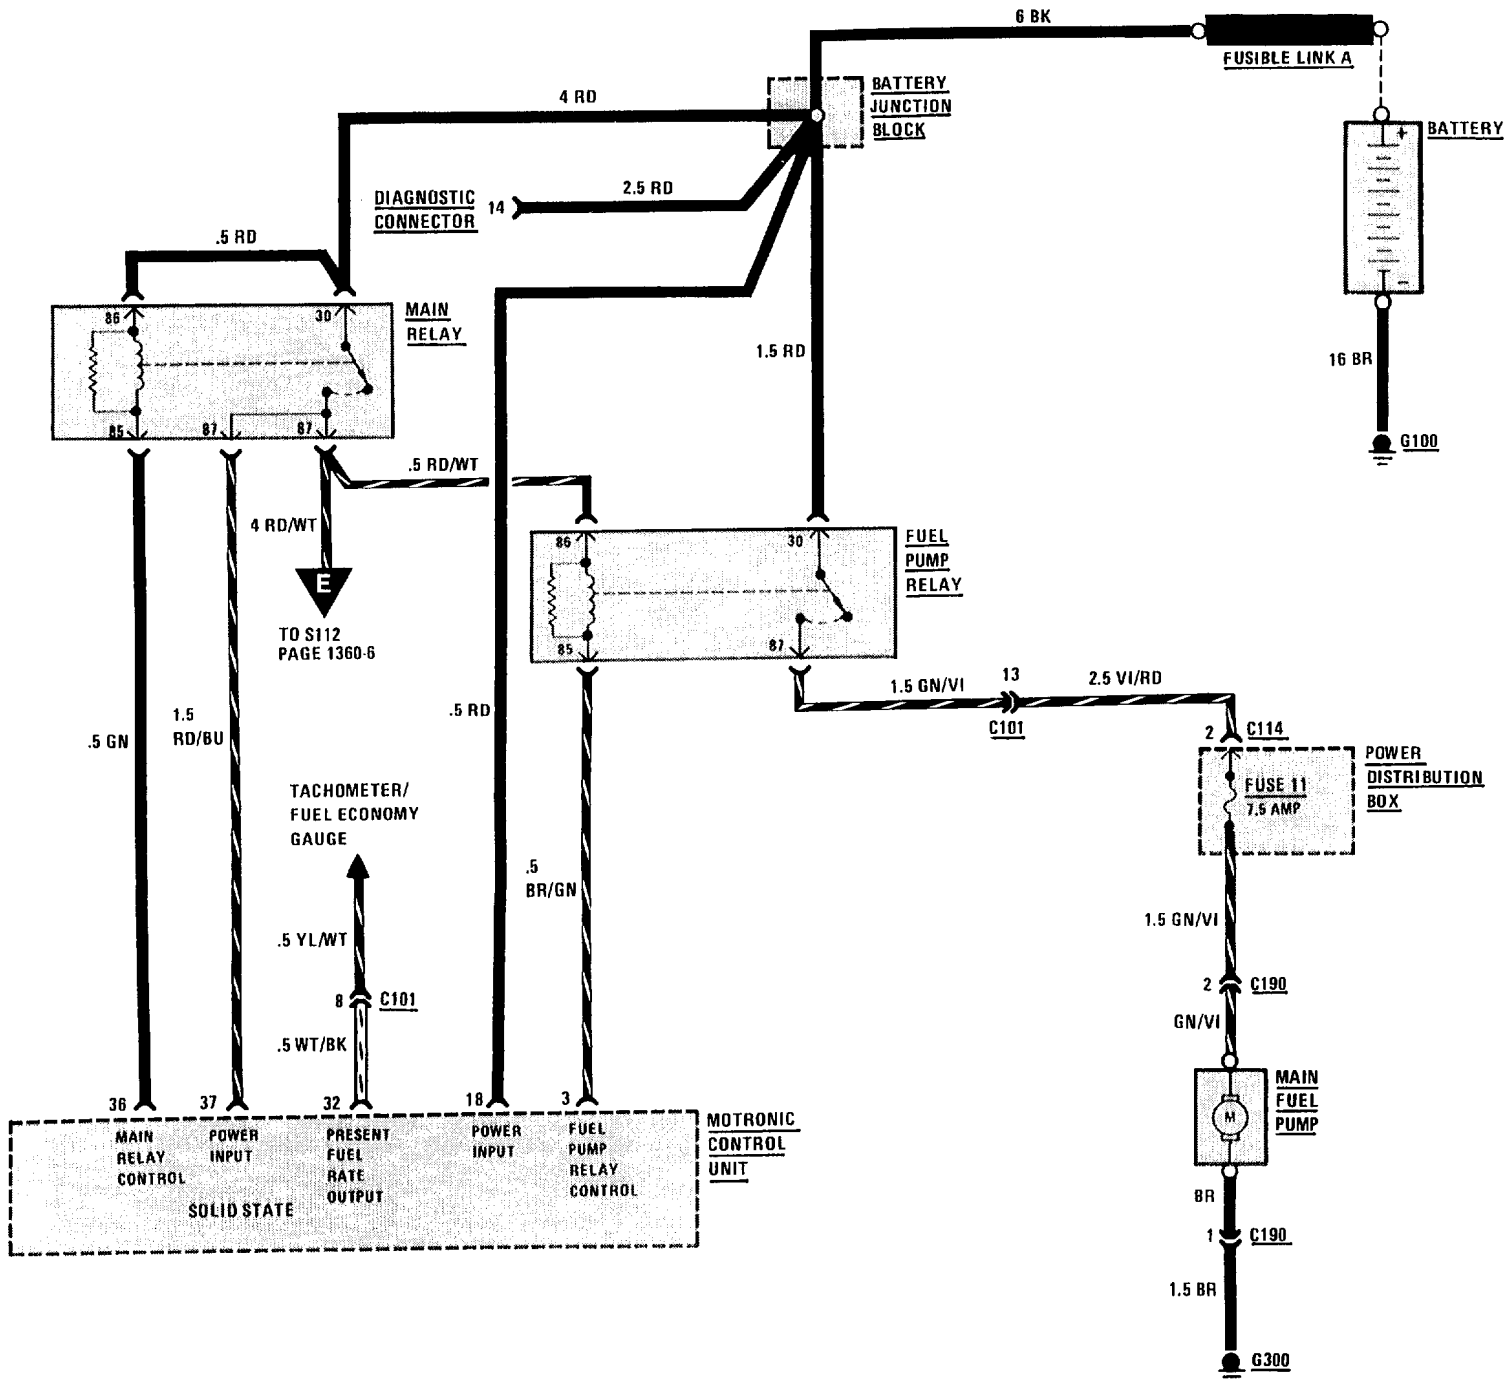 6 BK
FUSIBLE LINK A
BATTERY
JUNCTION
BLOCK
4 RD
+
BATTERY
-
DIAGNOSTIC
CONNECTOR
14
2.5 RD
.5 RD
86
30
MAIN
RELAY
1.5 RD
16 BR
G100
85
87
87
.5 RD/WT
4 RD/WT
E
TO S112
PAGE 1360-6
86
30
FUEL
PUMP
RELAY
85
87
1.5 GN/VI
13
C101
2.5 VI/RD
2
C114
POWER
DISTRIBUTION
BOX
FUSE 11
7.5 AMP
.5 GN
1.5
RD/BU
.5 RD
TACHOMETER/
FUEL ECONOMY
GAUGE
.5
BR/GN
.5 YL/WT
8
C101
.5 WT/BK
1.5 GN/VI
2
C190
GN/VI
MAIN
FUEL
PUMP
M
BR
1
C190
1.5 BR
G300
36
37
32
18
3
MAIN
RELAY
CONTROL
POWER
INPUT
PRESENT
FUEL
RATE
OUTPUT
POWER
INPUT
FUEL
PUMP
RELAY
CONTROL
SOLID STATE
MOTRONIC
CONTROL
UNIT